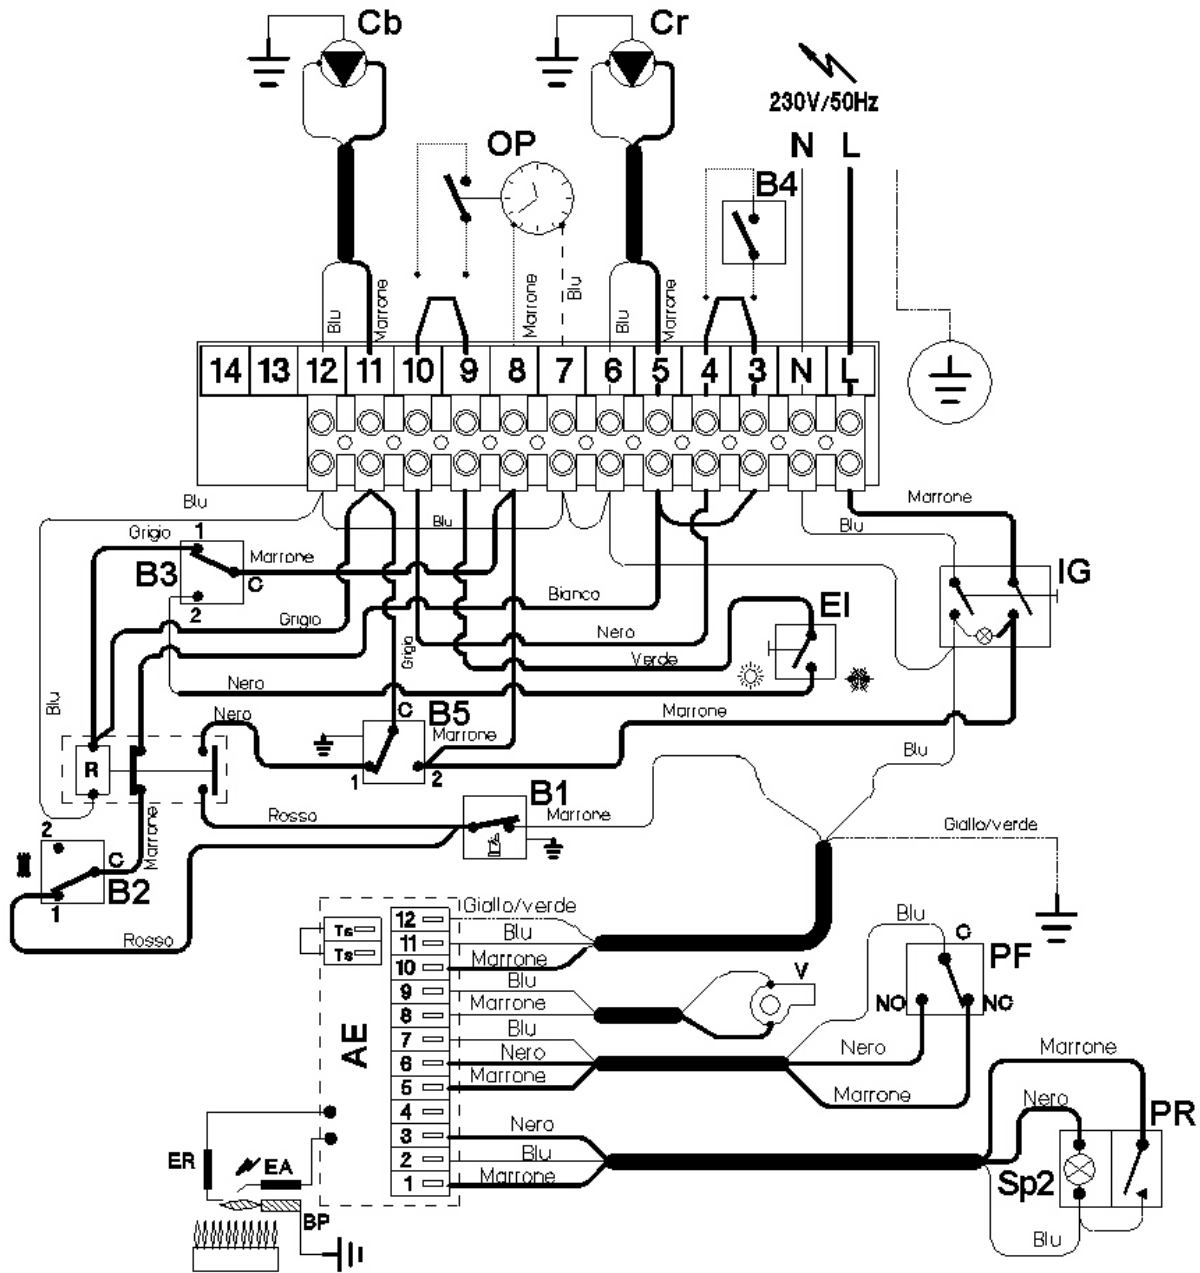 Cb
Cr
230V/50Hz
OP
N L
B4
Blu
Marrone
Marrone
Blu
Blu
Marrone
14 13 12 11 10 9 8 7 6 5 4 3 N L
Blu
Marrone
Grigio
1
Blu
Blu
Marrone
B3
C
IG
Bianco
2
EI
Grigio
Nero
Grigio
Verde
Nero
Blu
Nero
C
B5
Marrone
Marrone
Blu
R
1
2
B1
Rosso
Marrone
Marrone
Giallo/verde
2
C
B2
1
Rosso
Giallo/verde
12
Ts
Blu
11
Ts
Marrone
10
Blu
9
Marrone
8
V
Blu
C
PF
NO
NC
Blu
7
AE
Nero
6
Nero
Marrone
5
Marrone
4
Marrone
Nero
3
Nero
PR
Blu
2
Sp2
Marrone
1
Blu
ER
EA
BP